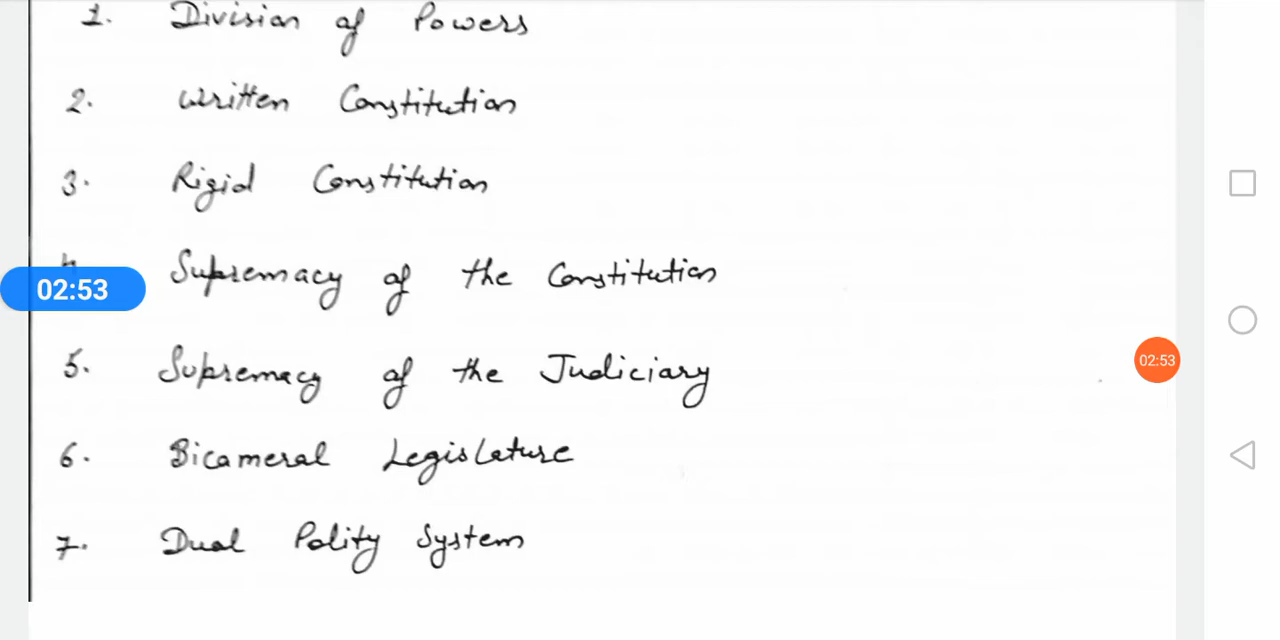 1. Division of Powers
2. Written Constitution
3. Rigid Constitution
Supremacy of the Constitution
02:53
02:53
5. Supremacy of the Judiciary
6. Bicameral Legislature
7. Dual Polity System